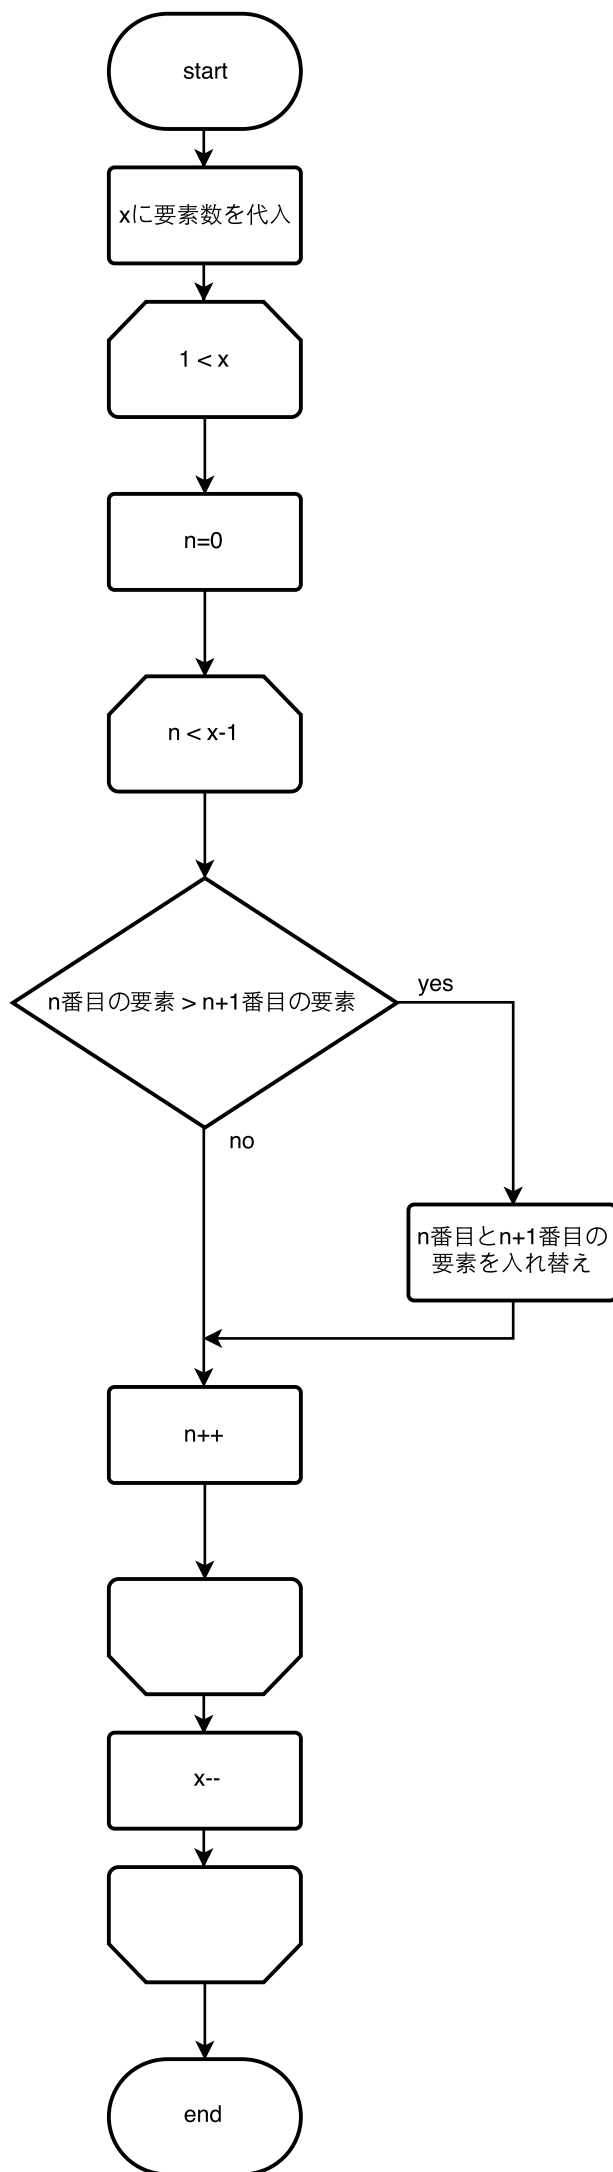 start
xに要素数を代入
1 < x
n=0
n < x-1
n番目の要素 > n+1番目の要素
yes
no
n番目とn+1番目の
要素を入れ替え
n++
x--
end